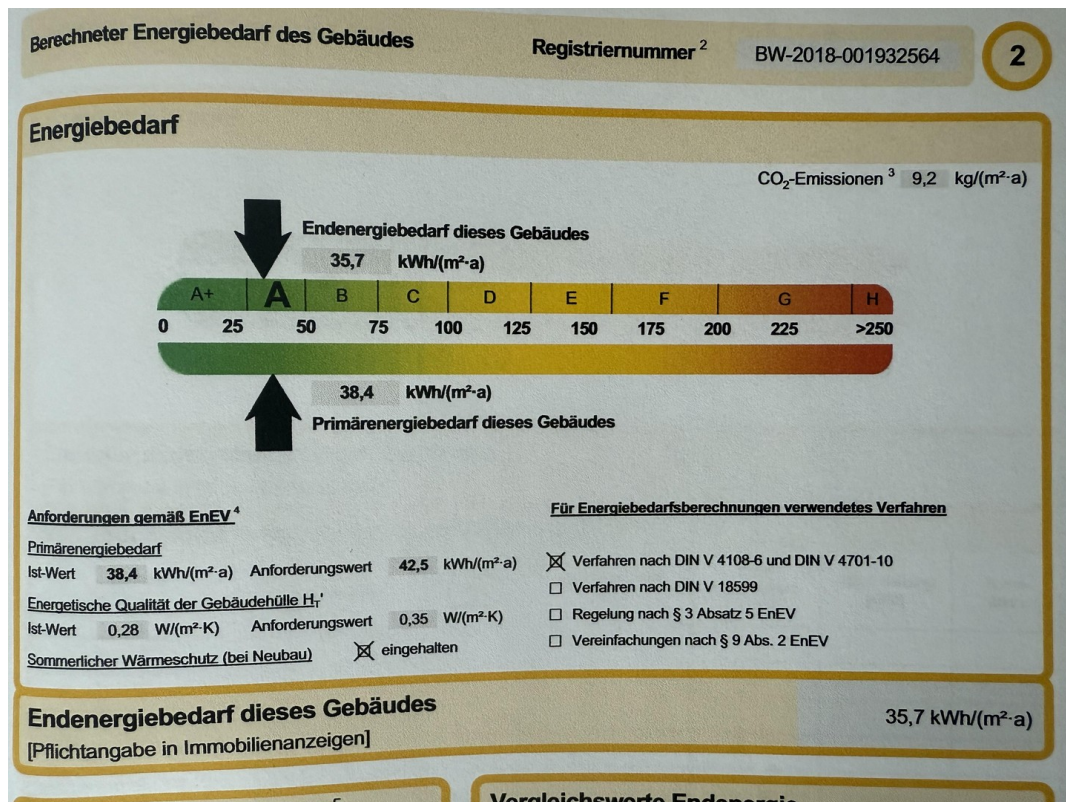 Berechneter Energiebedarf des Gebäudes Registriernummer ² BW-2018-001932564 2
Energiebedarf
CO₂-Emissionen ³ 9,2 kg/(m²·a)
Endenergiebedarf dieses Gebäudes
35,7 kWh/(m²·a)
A+ A B C D E F G H
0 25 50 75 100 125 150 175 200 225 >250
38,4 kWh/(m²·a)
Primärenergiebedarf dieses Gebäudes
Anforderungen gemäß EnEV ⁴
Primärenergiebedarf
Ist-Wert 38,4 kWh/(m²·a) Anforderungswert 42,5 kWh/(m²·a)
Energetische Qualität der Gebäudehülle H_T'
Ist-Wert 0,28 W/(m²·K) Anforderungswert 0,35 W/(m²·K)
Sommerlicher Wärmeschutz (bei Neubau) ☒ eingehalten
Für Energiebedarfsberechnungen verwendetes Verfahren
☒ Verfahren nach DIN V 4108-6 und DIN V 4701-10
☐ Verfahren nach DIN V 18599
☐ Regelung nach § 3 Absatz 5 EnEV
☐ Vereinfachungen nach § 9 Abs. 2 EnEV
Endenergiebedarf dieses Gebäudes
[Pflichtangabe in Immobilienanzeigen] 35,7 kWh/(m²·a)
Vergleichswerte Endenergie